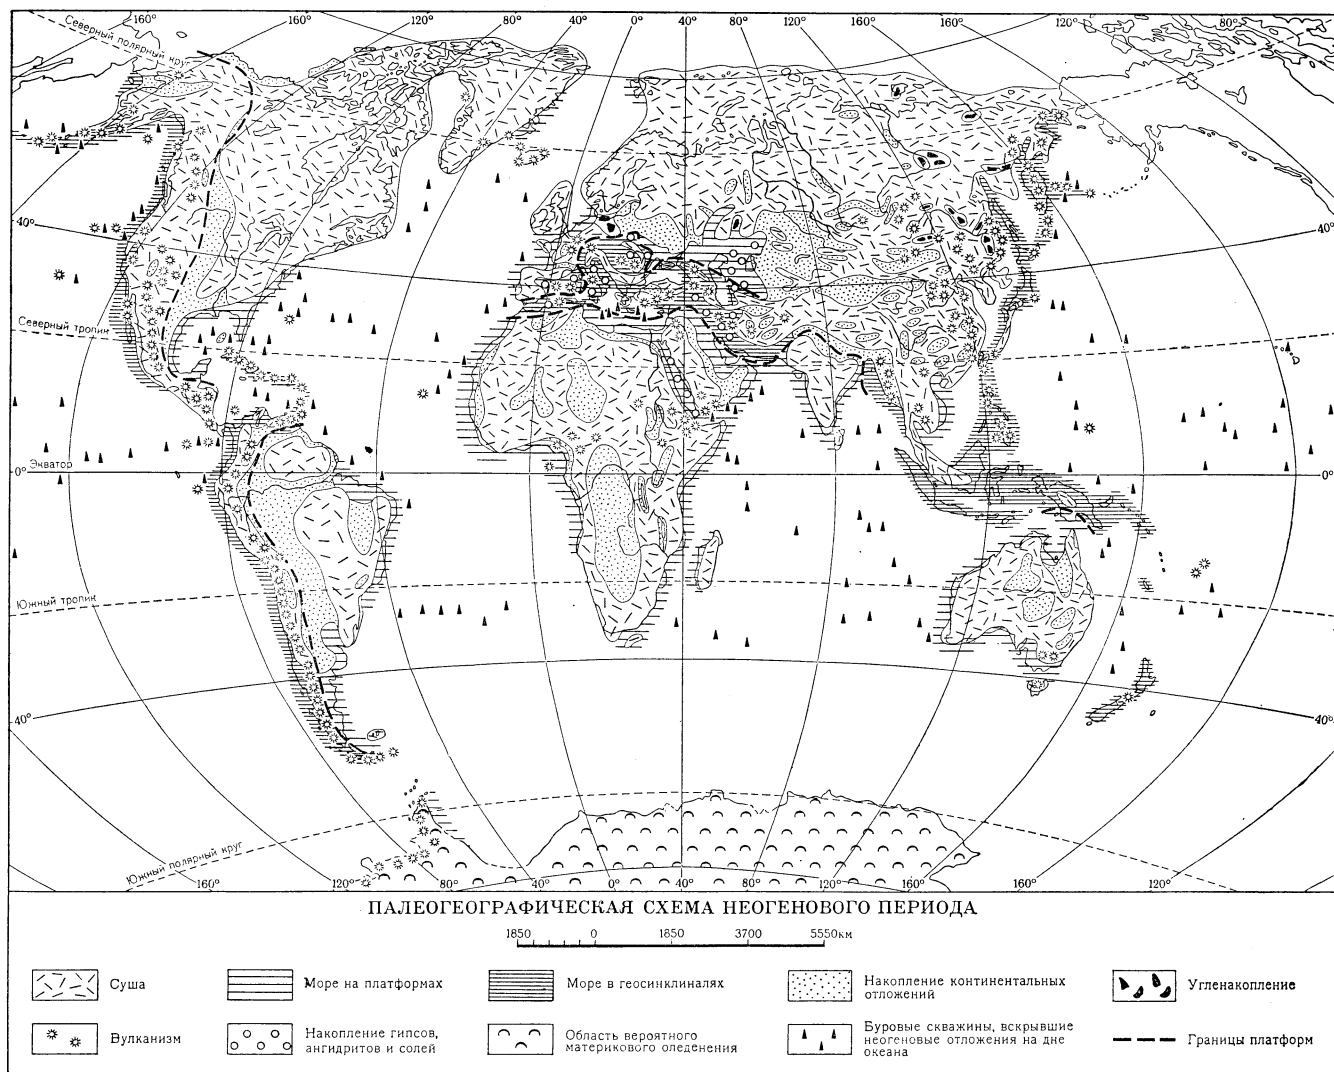 160° 160° 120° 80° 40° 0° 40° 80° 120° 160° 160° 120° 80°
Северный полярный круг
40° 40°
Северный тропик
Экватор
0° 0°
Южный тропик
40° 40°
Южный полярный круг
160° 120° 80° 40° 0° 40° 80° 120° 160° 160° 120°
ПАЛЕОГЕОГРАФИЧЕСКАЯ СХЕМА НЕОГЕНОВОГО ПЕРИОДА
1850 0 1850 3700 5550км
Суша
Море на платформах
Море в геосинклиналях
Накопление континентальных
отложений
Угленакопление
Вулканизм
Накопление гипсов,
ангидритов и солей
Область вероятного
материкового оледенения
Буровые скважины, вскрывшие
неогеновые отложения на дне
океана
Границы платформ